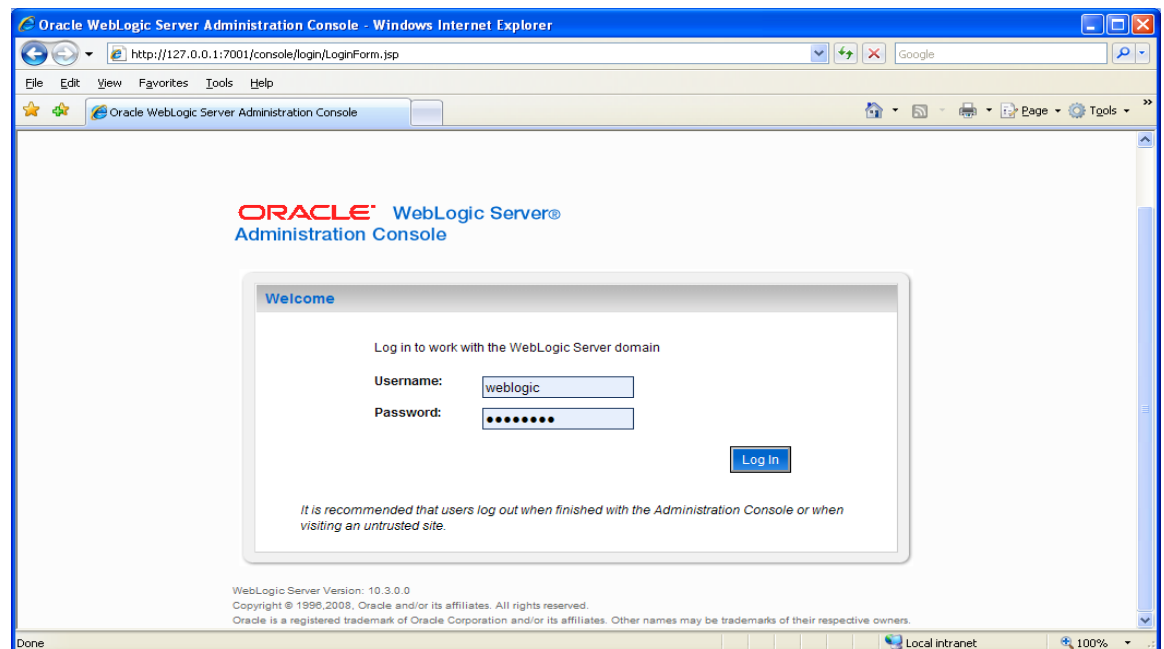 Oracle WebLogic Server Administration Console - Windows Internet Explorer
http://127.0.0.1:7001/console/login/LoginForm.jsp
Google
File Edit View Favorites Tools Help
Oracle WebLogic Server Administration Console
Page Tools
ORACLE WebLogic Server®
Administration Console
Welcome
Log in to work with the WebLogic Server domain
Username: weblogic
Password: ●●●●●●●●
Log In
It is recommended that users log out when finished with the Administration Console or when
visiting an untrusted site.
WebLogic Server Version: 10.3.0.0
Copyright © 1996,2008, Oracle and/or its affiliates. All rights reserved.
Oracle is a registered trademark of Oracle Corporation and/or its affiliates. Other names may be trademarks of their respective owners.
Done
Local intranet
100%